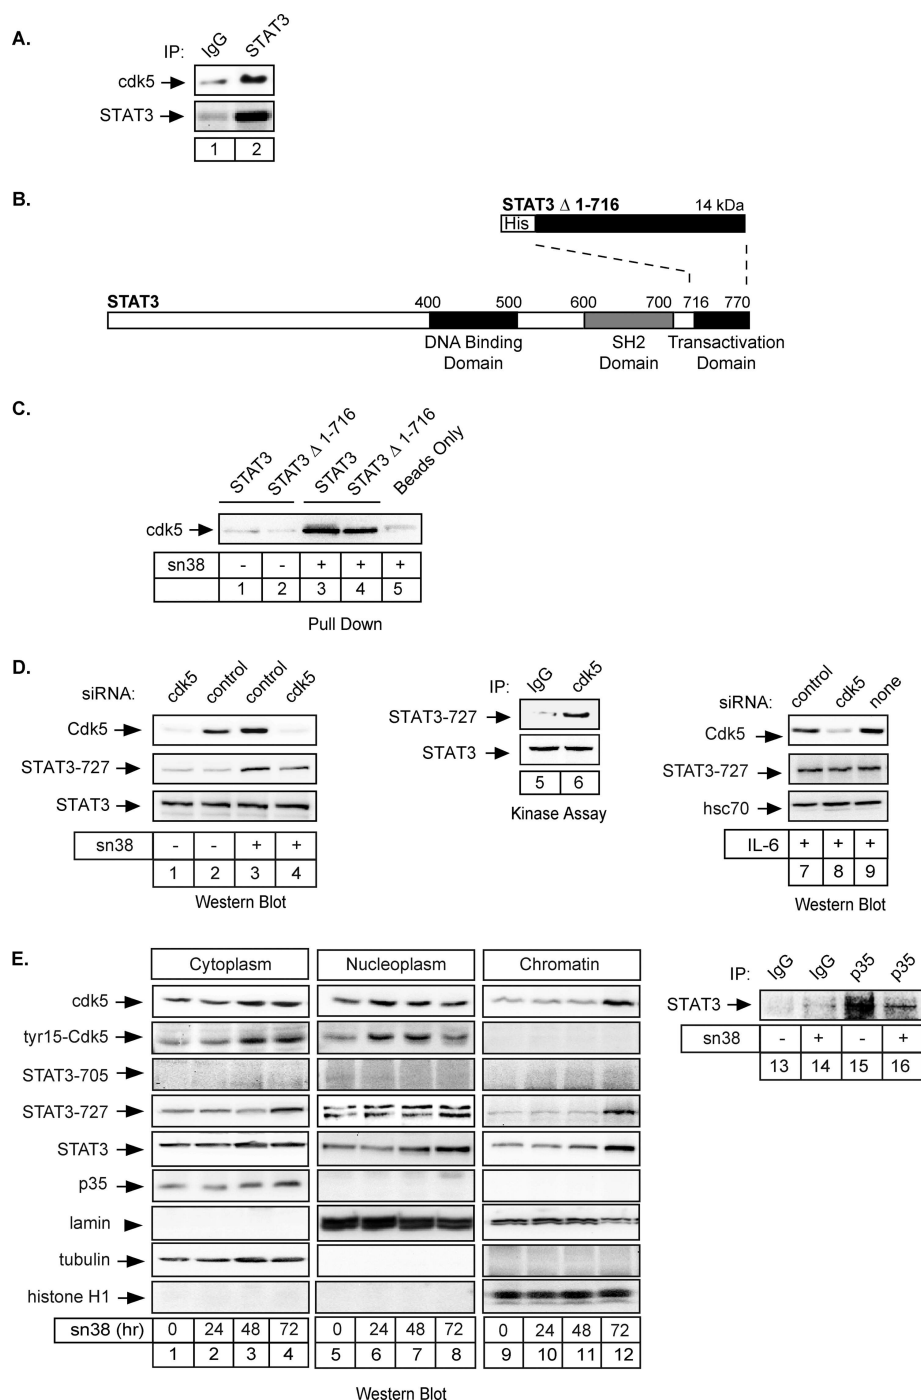 A.
IP: IgG STAT3
cdk5
STAT3
1 2
B.
STAT3 Δ 1-716 14 kDa
His
STAT3 400 500 600 700 716 770
DNA Binding Domain
SH2 Domain
Transactivation Domain
C.
STAT3 STAT3 Δ 1-716 STAT3 STAT3 Δ 1-716 Beads Only
cdk5
sn38 - - + + +
1 2 3 4 5
Pull Down
D.
siRNA: cdk5 control control cdk5
Cdk5
STAT3-727
STAT3
sn38 - - + +
1 2 3 4
Western Blot
IP: IgG cdk5
STAT3-727
STAT3
5 6
Kinase Assay
siRNA: control cdk5 none
Cdk5
STAT3-727
hsc70
IL-6 + + +
7 8 9
Western Blot
E.
Cytoplasm Nucleoplasm Chromatin
cdk5
tyr15-Cdk5
STAT3-705
STAT3-727
STAT3
p35
lamin
tubulin
histone H1
sn38 (hr) 0 24 48 72 0 24 48 72 0 24 48 72
1 2 3 4 5 6 7 8 9 10 11 12
Western Blot
IP: IgG IgG p35 p35
STAT3
sn38 - + - +
13 14 15 16